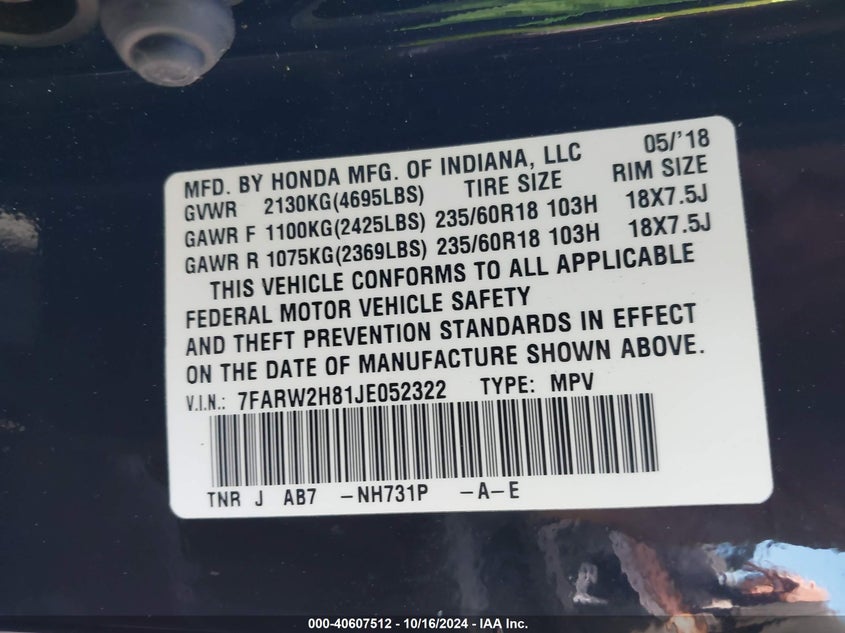 MFD. BY HONDA MFG. OF INDIANA, LLC 05/'18
GVWR 2130KG(4695LBS) TIRE SIZE RIM SIZE
GAWR F 1100KG(2425LBS) 235/60R18 103H 18X7.5J
GAWR R 1075KG(2369LBS) 235/60R18 103H 18X7.5J
THIS VEHICLE CONFORMS TO ALL APPLICABLE
FEDERAL MOTOR VEHICLE SAFETY
AND THEFT PREVENTION STANDARDS IN EFFECT
ON THE DATE OF MANUFACTURE SHOWN ABOVE.
V.I.N.: 7FARW2H81JE052322 TYPE: MPV
TNR J AB7 -NH731P -A-E
000-40607512 - 10/16/2024 - IAA Inc.